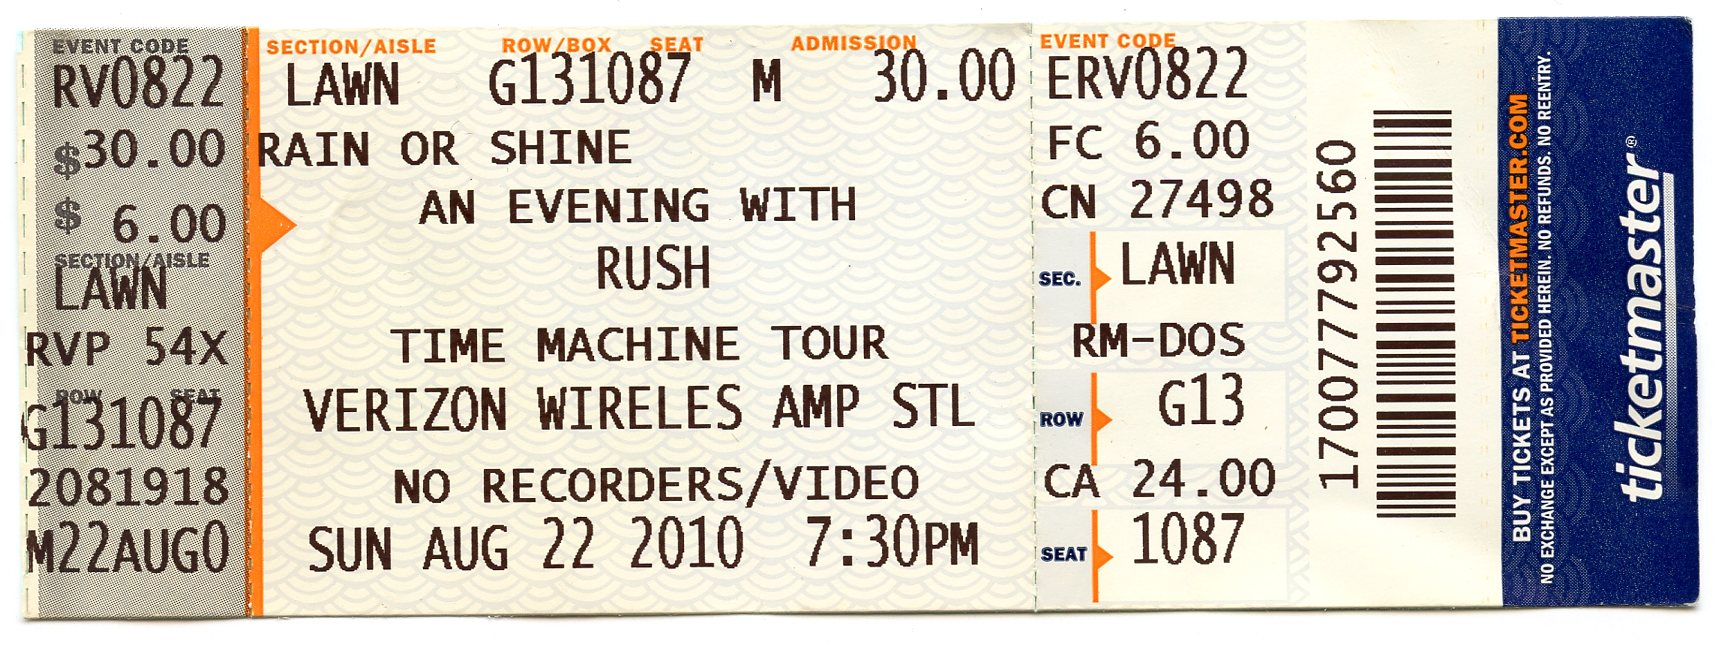 EVENT CODE
RV0822
$30.00
$ 6.00
SECTION/AISLE
LAWN
RVP 54X
ROW SEAT
G131087
2081918
M22AUG0
SECTION/AISLE ROW/BOX SEAT ADMISSION
LAWN G131087 M 30.00
RAIN OR SHINE
AN EVENING WITH
RUSH
TIME MACHINE TOUR
VERIZON WIRELES AMP STL
NO RECORDERS/VIDEO
SUN AUG 22 2010 7:30PM
EVENT CODE
ERV0822
FC 6.00
CN 27498
SEC. LAWN
RM-DOS
ROW G13
CA 24.00
SEAT 1087
170077792560
BUY TICKETS AT TICKETMASTER.COM
NO EXCHANGE EXCEPT AS PROVIDED HEREIN. NO REFUNDS. NO REENTRY.
ticketmaster®